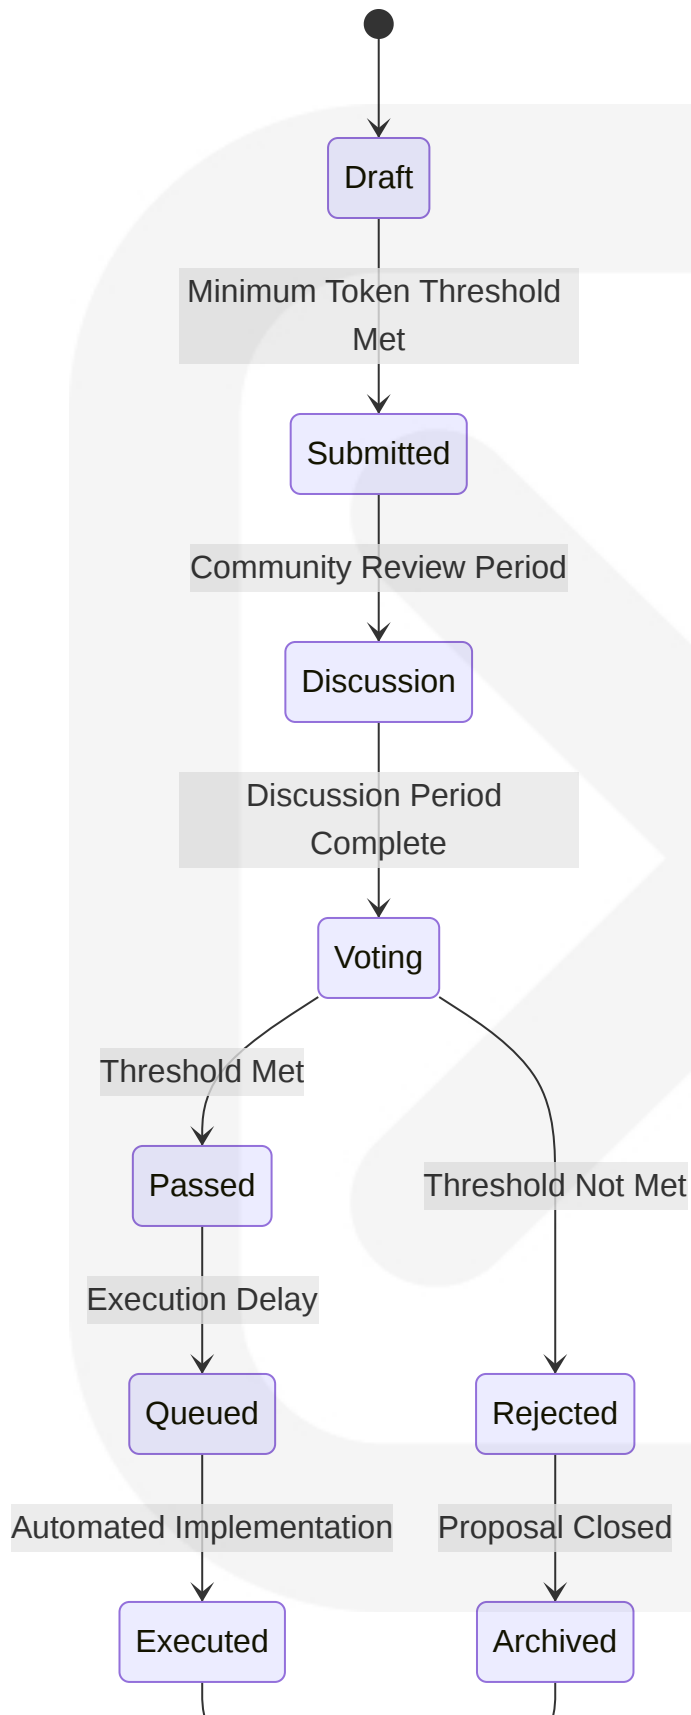 Draft
Minimum Token Threshold
Met
Submitted
Community Review Period
Discussion
Discussion Period
Complete
Voting
Threshold Met
Passed
Threshold Not Met
Execution Delay
Queued
Rejected
Automated Implementation
Proposal Closed
Executed
Archived